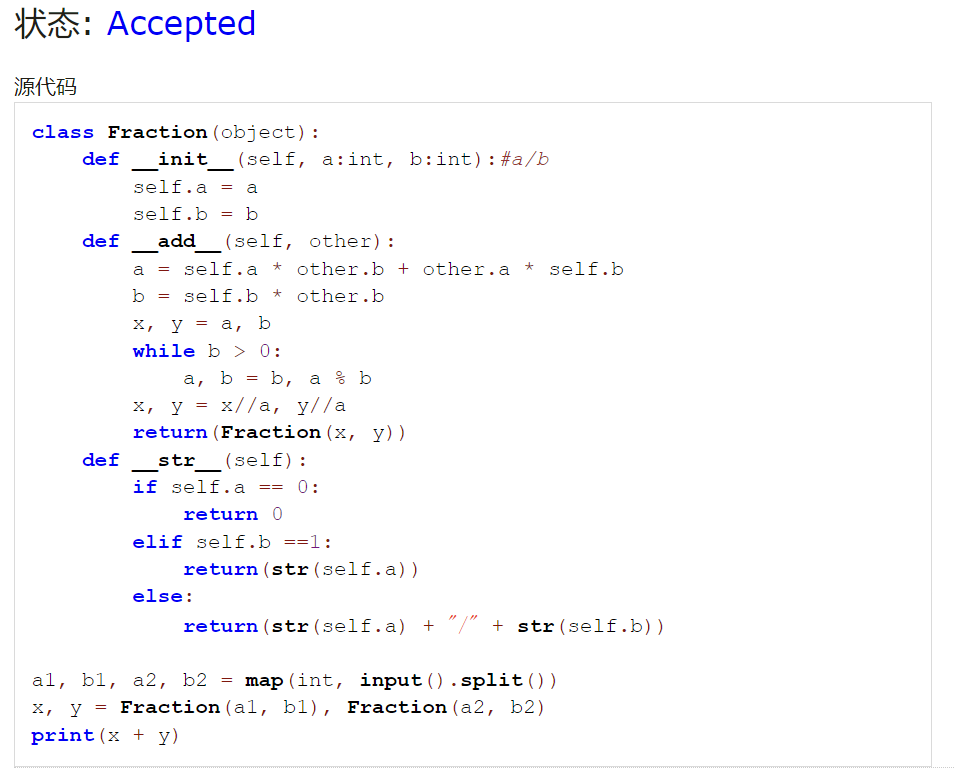 状态: Accepted
源代码
class Fraction(object):
    def __init__(self, a:int, b:int):#a/b
        self.a = a
        self.b = b
    def __add__(self, other):
        a = self.a * other.b + other.a * self.b
        b = self.b * other.b
        x, y = a, b
        while b > 0:
            a, b = b, a % b
        x, y = x//a, y//a
        return(Fraction(x, y))
    def __str__(self):
        if self.a == 0:
            return 0
        elif self.b ==1:
            return(str(self.a))
        else:
            return(str(self.a) + "/" + str(self.b))

a1, b1, a2, b2 = map(int, input().split())
x, y = Fraction(a1, b1), Fraction(a2, b2)
print(x + y)